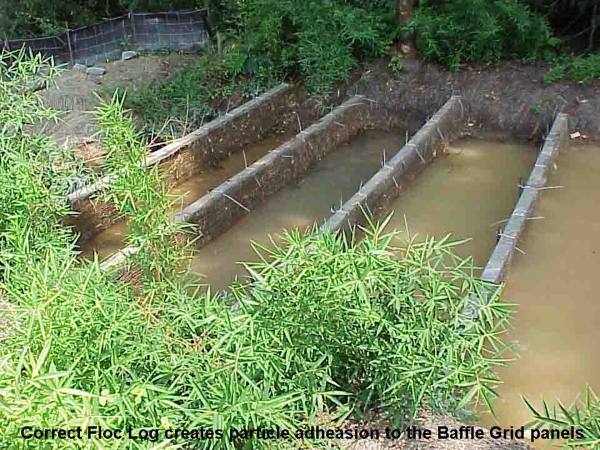 Correct Floc Log creates particle adheasion to the Baffle Grid panels